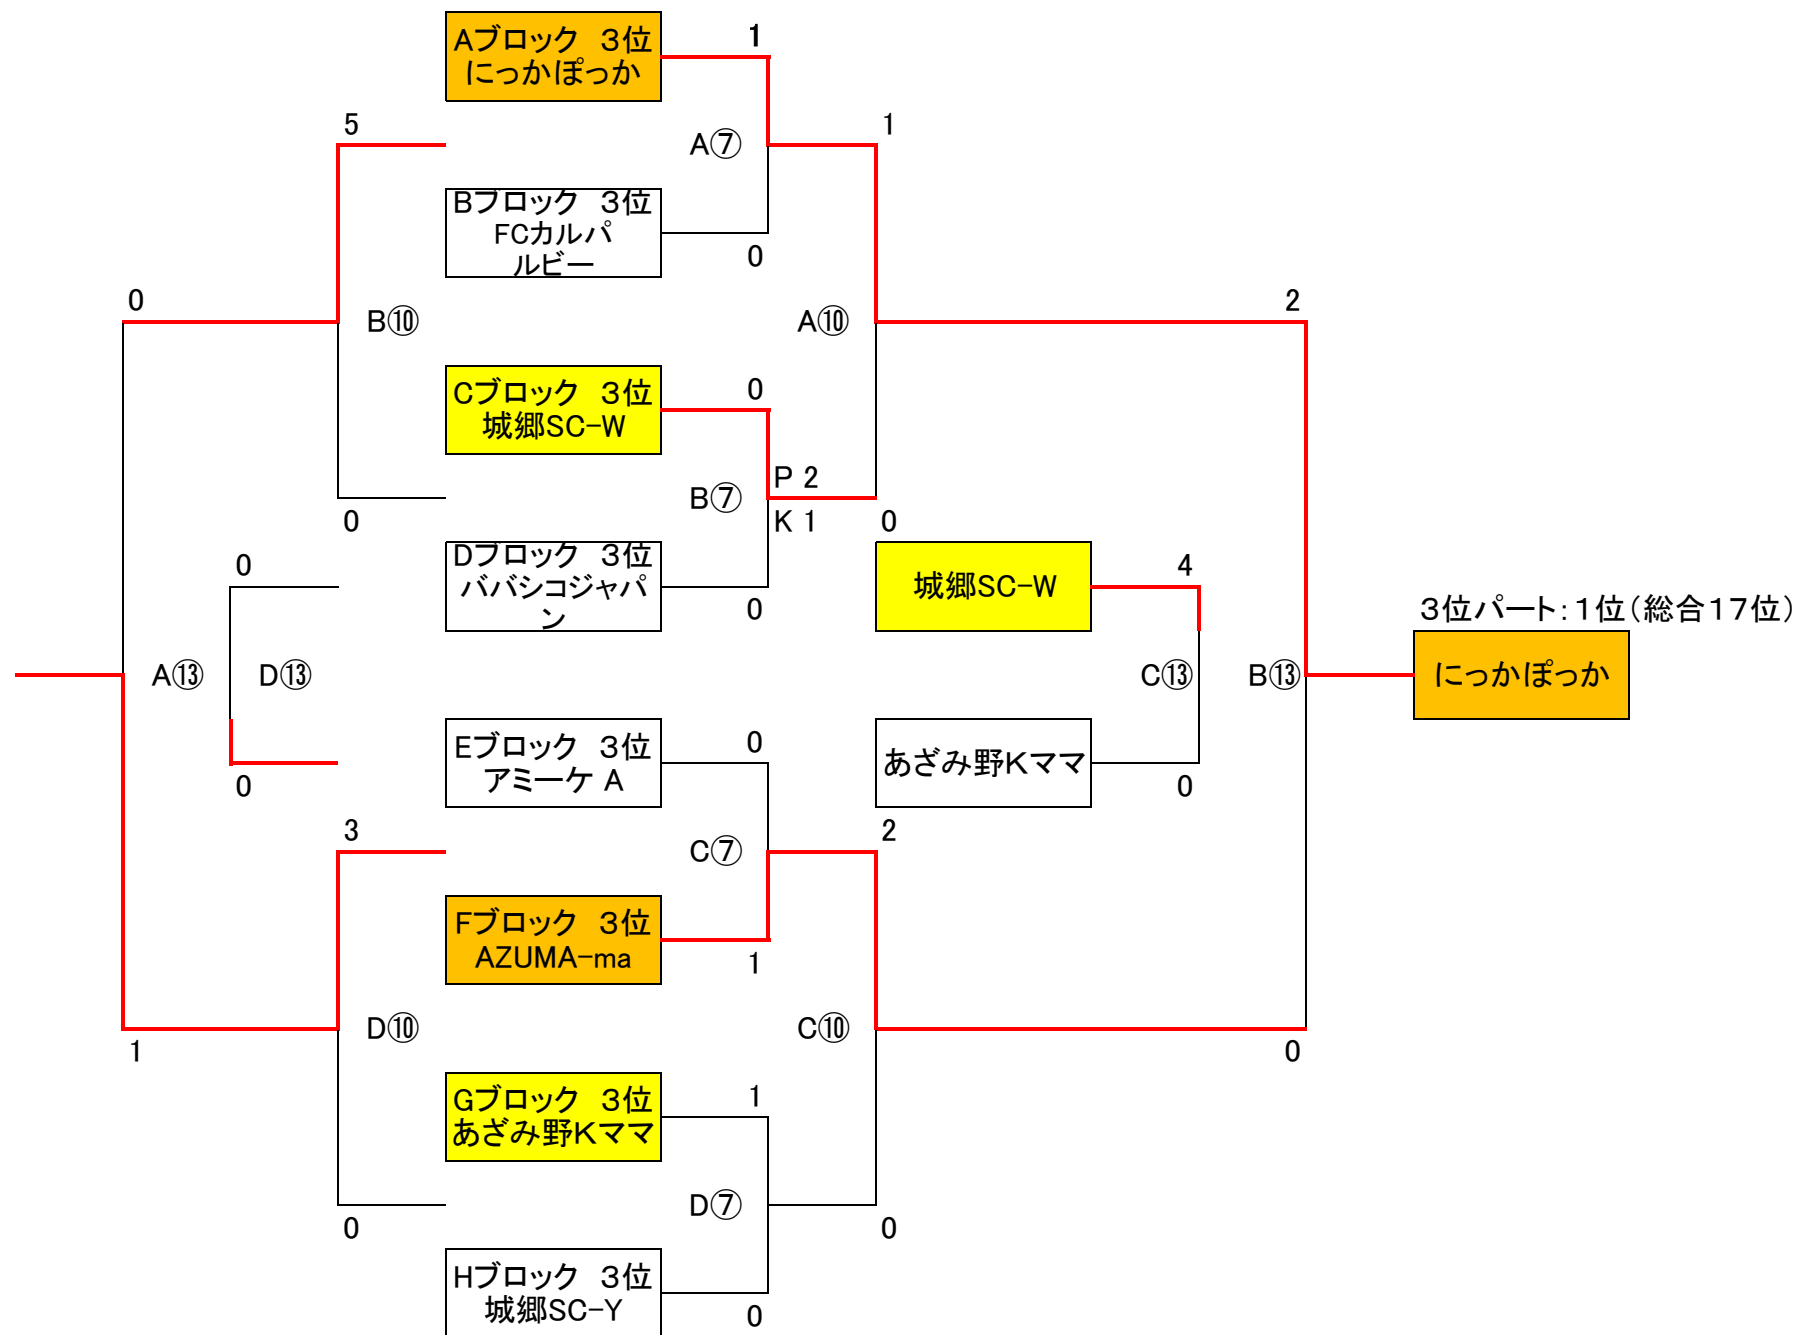 Aブロック　3位
にっかぽっか
1
5
1
A⑦
Bブロック　3位
FCカルパ
ルビー
0
0
2
B⑩
A⑩
Cブロック　3位
城郷SC-W
0
P 2
B⑦
K 1
0
0
0
Dブロック　3位
ババシコジャパ
ン
0
城郷SC-W
4
3位パート：1位（総合17位）
にっかぽっか
A⑬
D⑬
C⑬
B⑬
Eブロック　3位
アミーケ A
0
あざみ野Kママ
0
0
3
2
C⑦
Fブロック　3位
AZUMA-ma
1
D⑩
C⑩
1
0
Gブロック　3位
あざみ野Kママ
1
D⑦
0
0
Hブロック　3位
城郷SC-Y
0